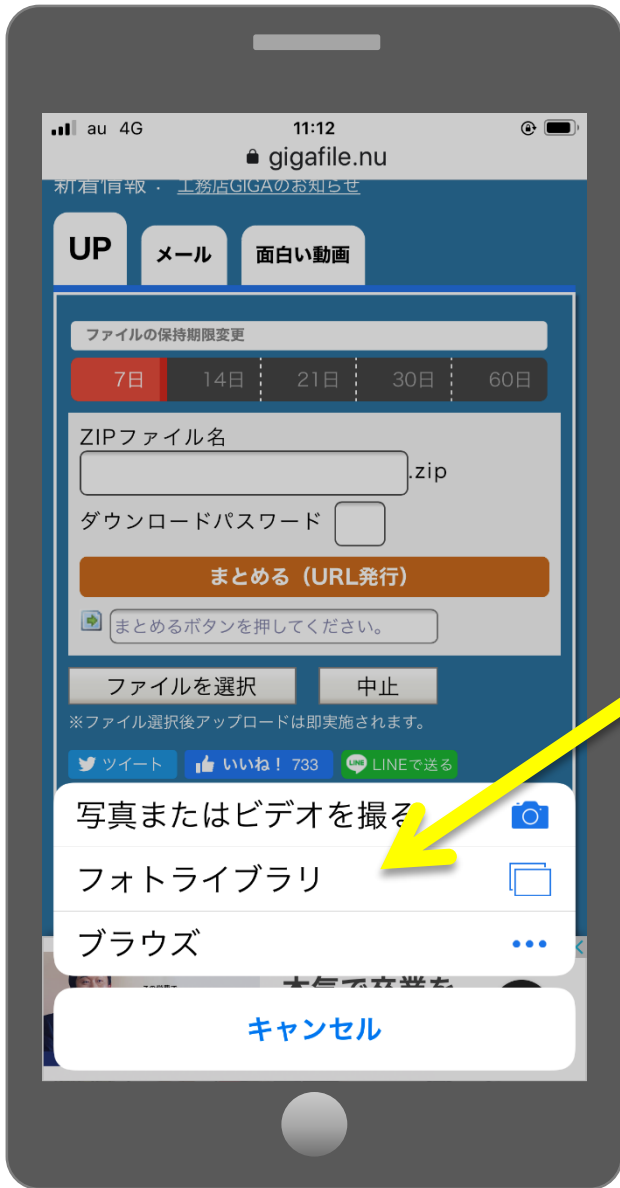 au 4G 11:12
gigafile.nu
新着情報 : 工務店GIGAのお知らせ
UP メール 面白い動画
ファイルの保持期限変更
7日 14日 21日 30日 60日
ZIPファイル名
.zip
ダウンロードパスワード
まとめる（URL発行）
まとめるボタンを押してください。
ファイルを選択 中止
※ファイル選択後アップロードは即実施されます。
ツイート いいね！ 733 LINEで送る
写真またはビデオを撮る
フォトライブラリ
ブラウズ
本気で卒業を
キャンセル